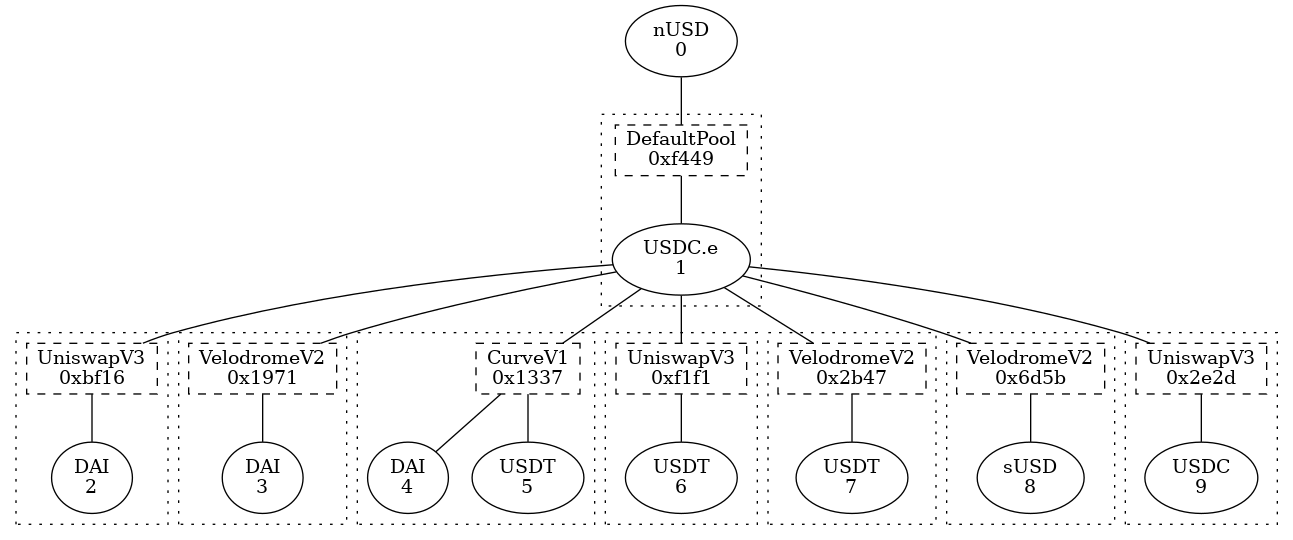 nUSD
0
DefaultPool
0xf449
USDC.e
1
UniswapV3
0xbf16
VelodromeV2
0x1971
CurveV1
0x1337
UniswapV3
0xf1f1
VelodromeV2
0x2b47
VelodromeV2
0x6d5b
UniswapV3
0x2e2d
DAI
2
DAI
3
DAI
4
USDT
5
USDT
6
USDT
7
sUSD
8
USDC
9